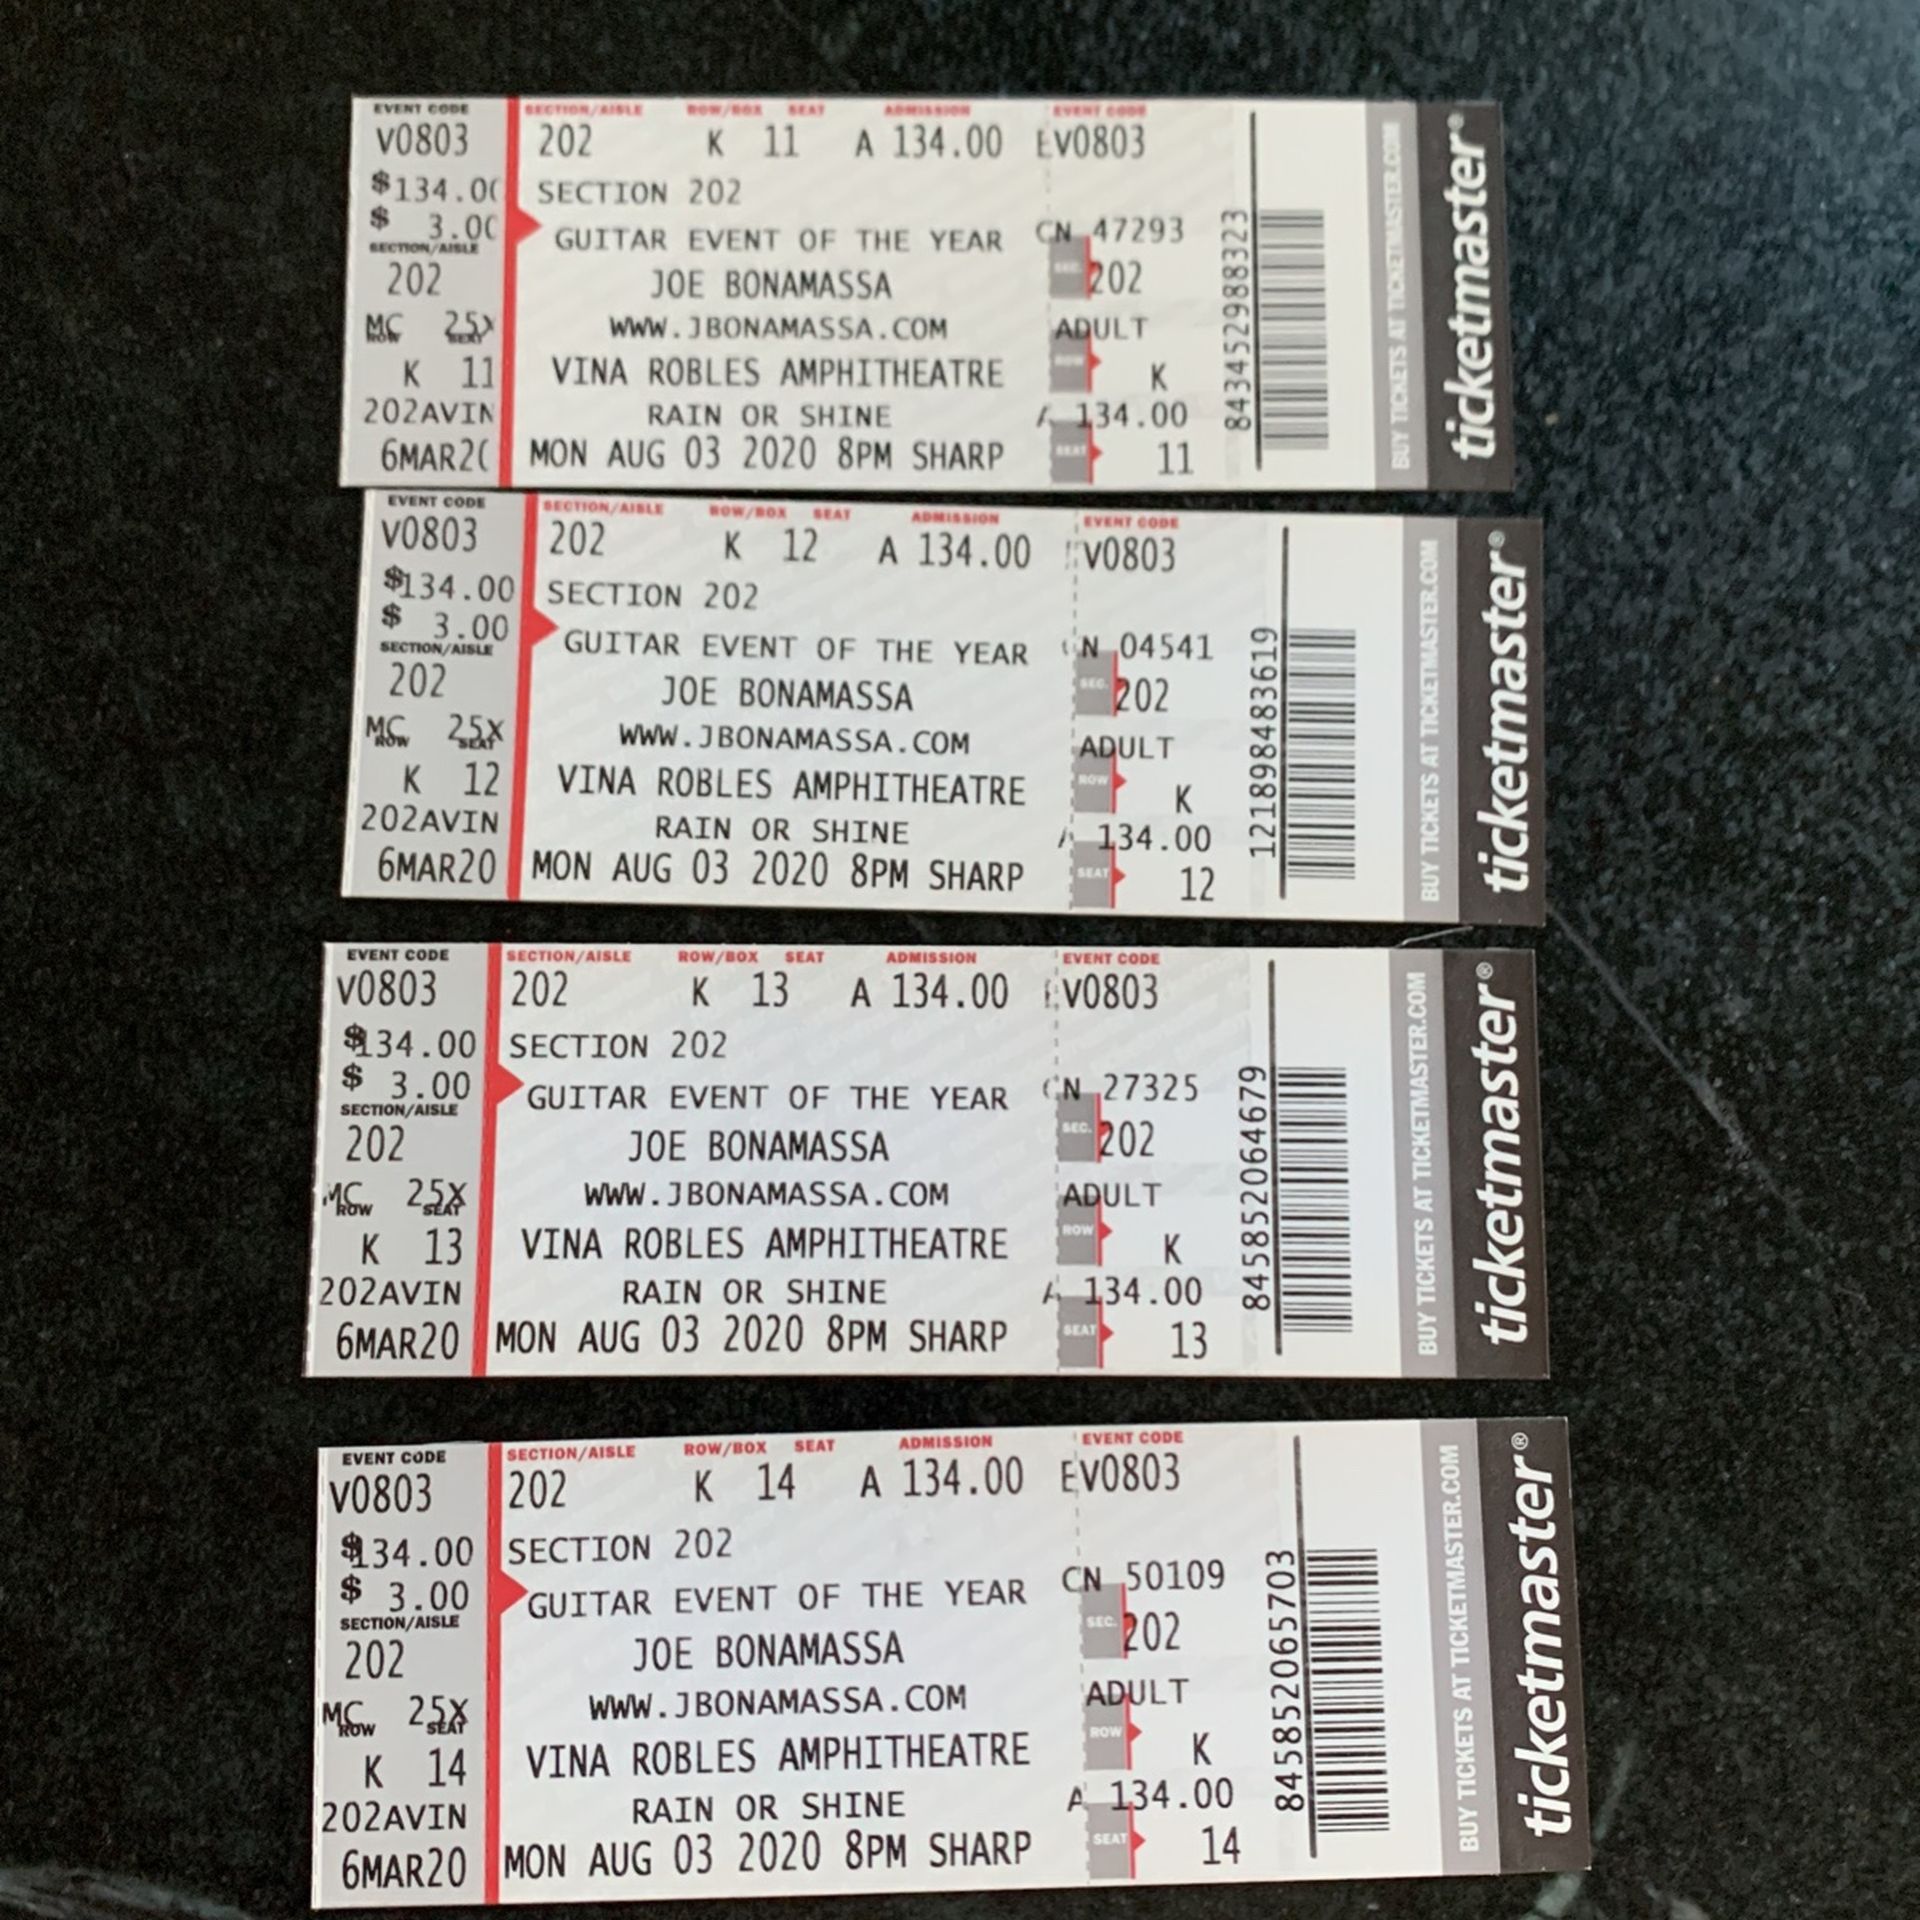 EVENT CODE SECTION/AISLE ROW/BOX SEAT ADMISSION EVENT CODE
V0803 202 K 11 A 134.00 EV0803
$134.00 SECTION 202
$ 3.00 GUITAR EVENT OF THE YEAR CN 47293
SECTION/AISLE SEC.
202 JOE BONAMASSA 202
MC 25X WWW.JBONAMASSA.COM ADULT
ROW SEAT ROW
K 11 VINA ROBLES AMPHITHEATRE K
202AVIN RAIN OR SHINE A 134.00
6MAR2 MON AUG 03 2020 8PM SHARP SEAT 11
843452988323
BUY TICKETS AT TICKETMASTER.COM
ticketmaster®
EVENT CODE SECTION/AISLE ROW/BOX SEAT ADMISSION EVENT CODE
V0803 202 K 12 A 134.00 V0803
$134.00 SECTION 202
$ 3.00 GUITAR EVENT OF THE YEAR CN 04541
SECTION/AISLE SEC.
202 JOE BONAMASSA 202
MC 25X WWW.JBONAMASSA.COM ADULT
ROW SEAT ROW
K 12 VINA ROBLES AMPHITHEATRE K
202AVIN RAIN OR SHINE A 134.00
6MAR20 MON AUG 03 2020 8PM SHARP SEAT 12
121898483619
BUY TICKETS AT TICKETMASTER.COM
ticketmaster®
EVENT CODE SECTION/AISLE ROW/BOX SEAT ADMISSION EVENT CODE
V0803 202 K 13 A 134.00 EV0803
$134.00 SECTION 202
$ 3.00 GUITAR EVENT OF THE YEAR CN 27325
SECTION/AISLE SEC.
202 JOE BONAMASSA 202
MC 25X WWW.JBONAMASSA.COM ADULT
ROW SEAT ROW
K 13 VINA ROBLES AMPHITHEATRE K
202AVIN RAIN OR SHINE A 134.00
6MAR20 MON AUG 03 2020 8PM SHARP SEAT 13
845852064679
BUY TICKETS AT TICKETMASTER.COM
ticketmaster®
EVENT CODE SECTION/AISLE ROW/BOX SEAT ADMISSION EVENT CODE
V0803 202 K 14 A 134.00 EV0803
$134.00 SECTION 202
$ 3.00 GUITAR EVENT OF THE YEAR CN 50109
SECTION/AISLE SEC.
202 JOE BONAMASSA 202
MC 25X WWW.JBONAMASSA.COM ADULT
ROW SEAT ROW
K 14 VINA ROBLES AMPHITHEATRE K
202AVIN RAIN OR SHINE A 134.00
6MAR20 MON AUG 03 2020 8PM SHARP SEAT 14
845852065703
BUY TICKETS AT TICKETMASTER.COM
ticketmaster®